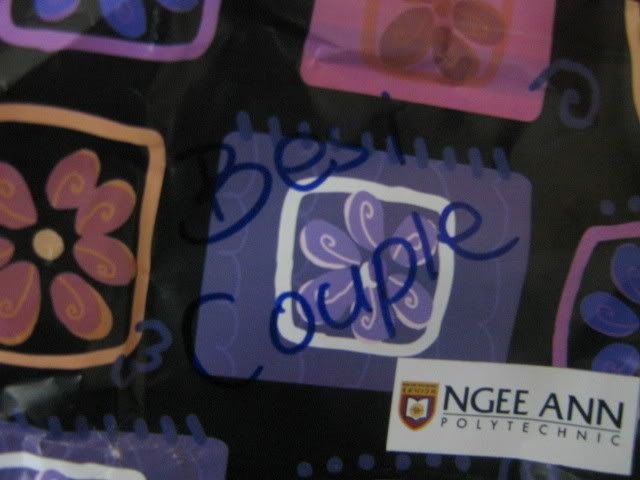 Best
Couple
NGEE ANN
POLYTECHNIC